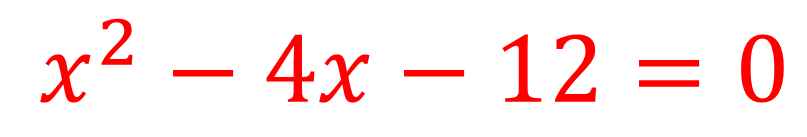 x² − 4x − 12 = 0